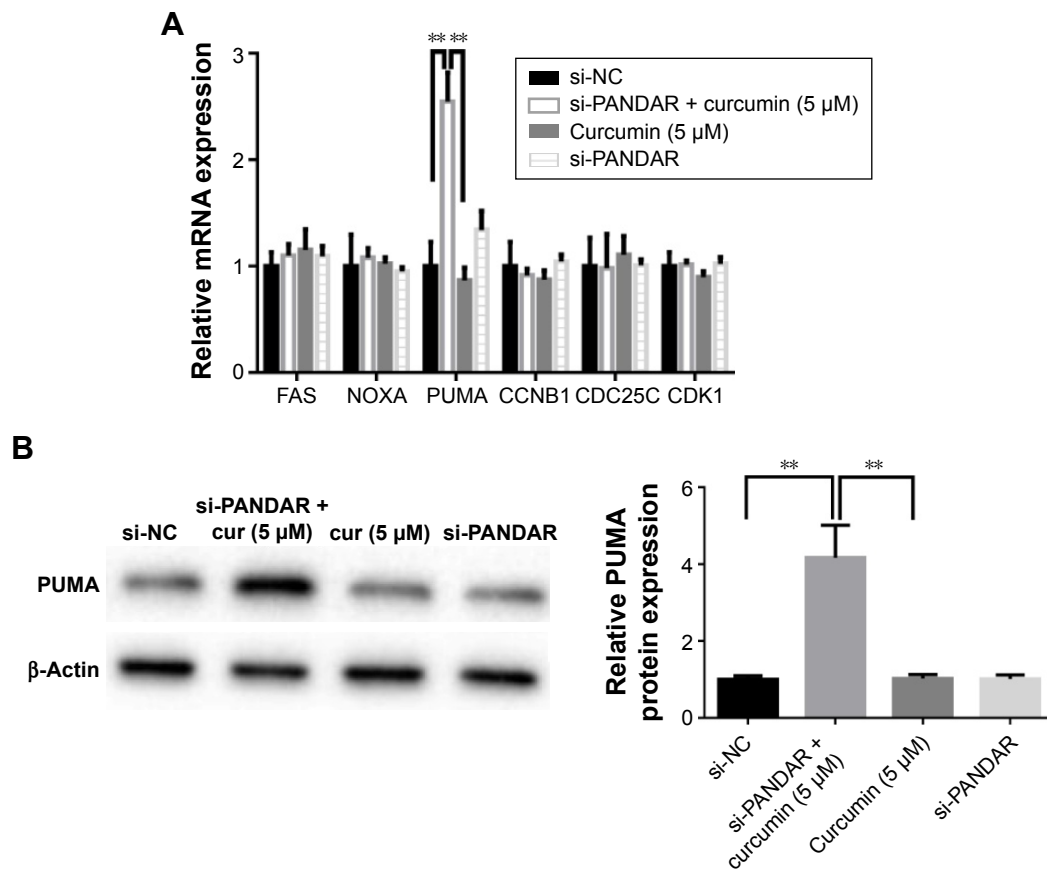 A
Relative mRNA expression
3
2
1
0
** **
si-NC
si-PANDAR + curcumin (5 μM)
Curcumin (5 μM)
si-PANDAR
FAS NOXA PUMA CCNB1 CDC25C CDK1
B
si-NC
si-PANDAR +
cur (5 μM)
cur (5 μM)
si-PANDAR
PUMA
β-Actin
Relative PUMA
protein expression
6
4
2
0
** **
si-NC
si-PANDAR +
curcumin (5 μM)
Curcumin (5 μM)
si-PANDAR